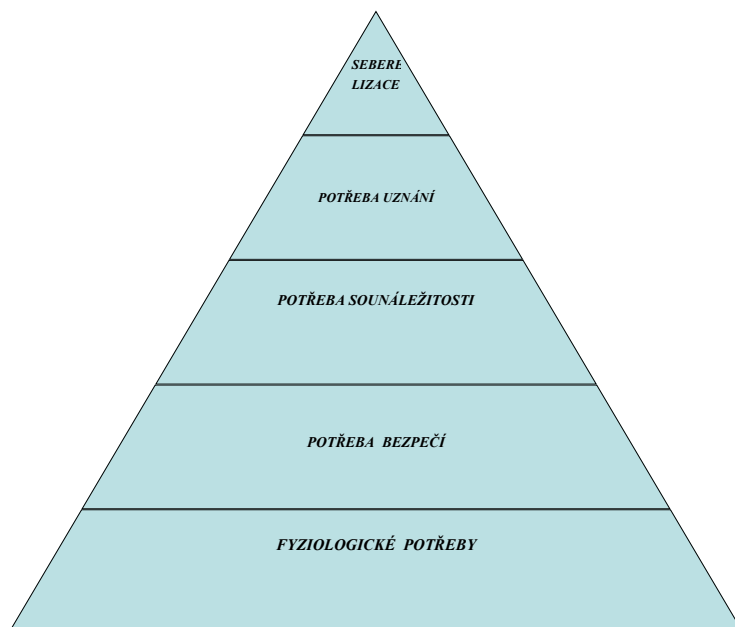 SEBERE
LIZACE
POTŘEBA UZNÁNÍ
POTŘEBA SOUNÁLEŽITOSTI
POTŘEBA BEZPEČÍ
FYZIOLOGICKÉ POTŘEBY